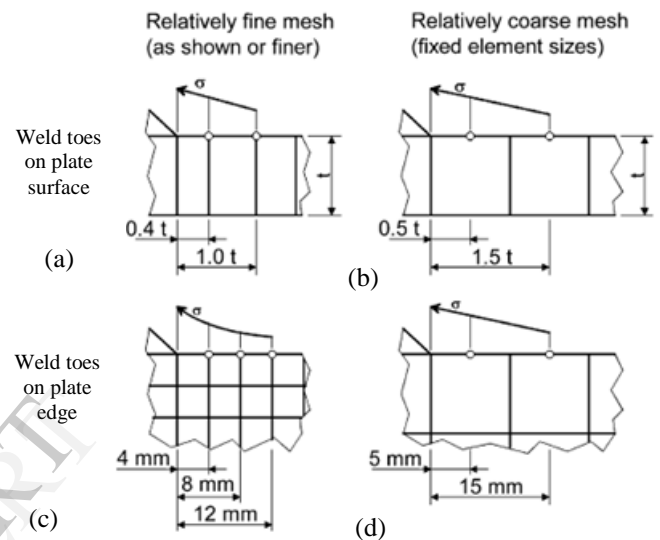 Relatively fine mesh
(as shown or finer)
Relatively coarse mesh
(fixed element sizes)
Weld toes
on plate
surface
σ
t
0.4 t
1.0 t
(a)
σ
t
0.5 t
1.5 t
(b)
Weld toes
on plate
edge
σ
4 mm
8 mm
12 mm
(c)
σ
5 mm
15 mm
(d)